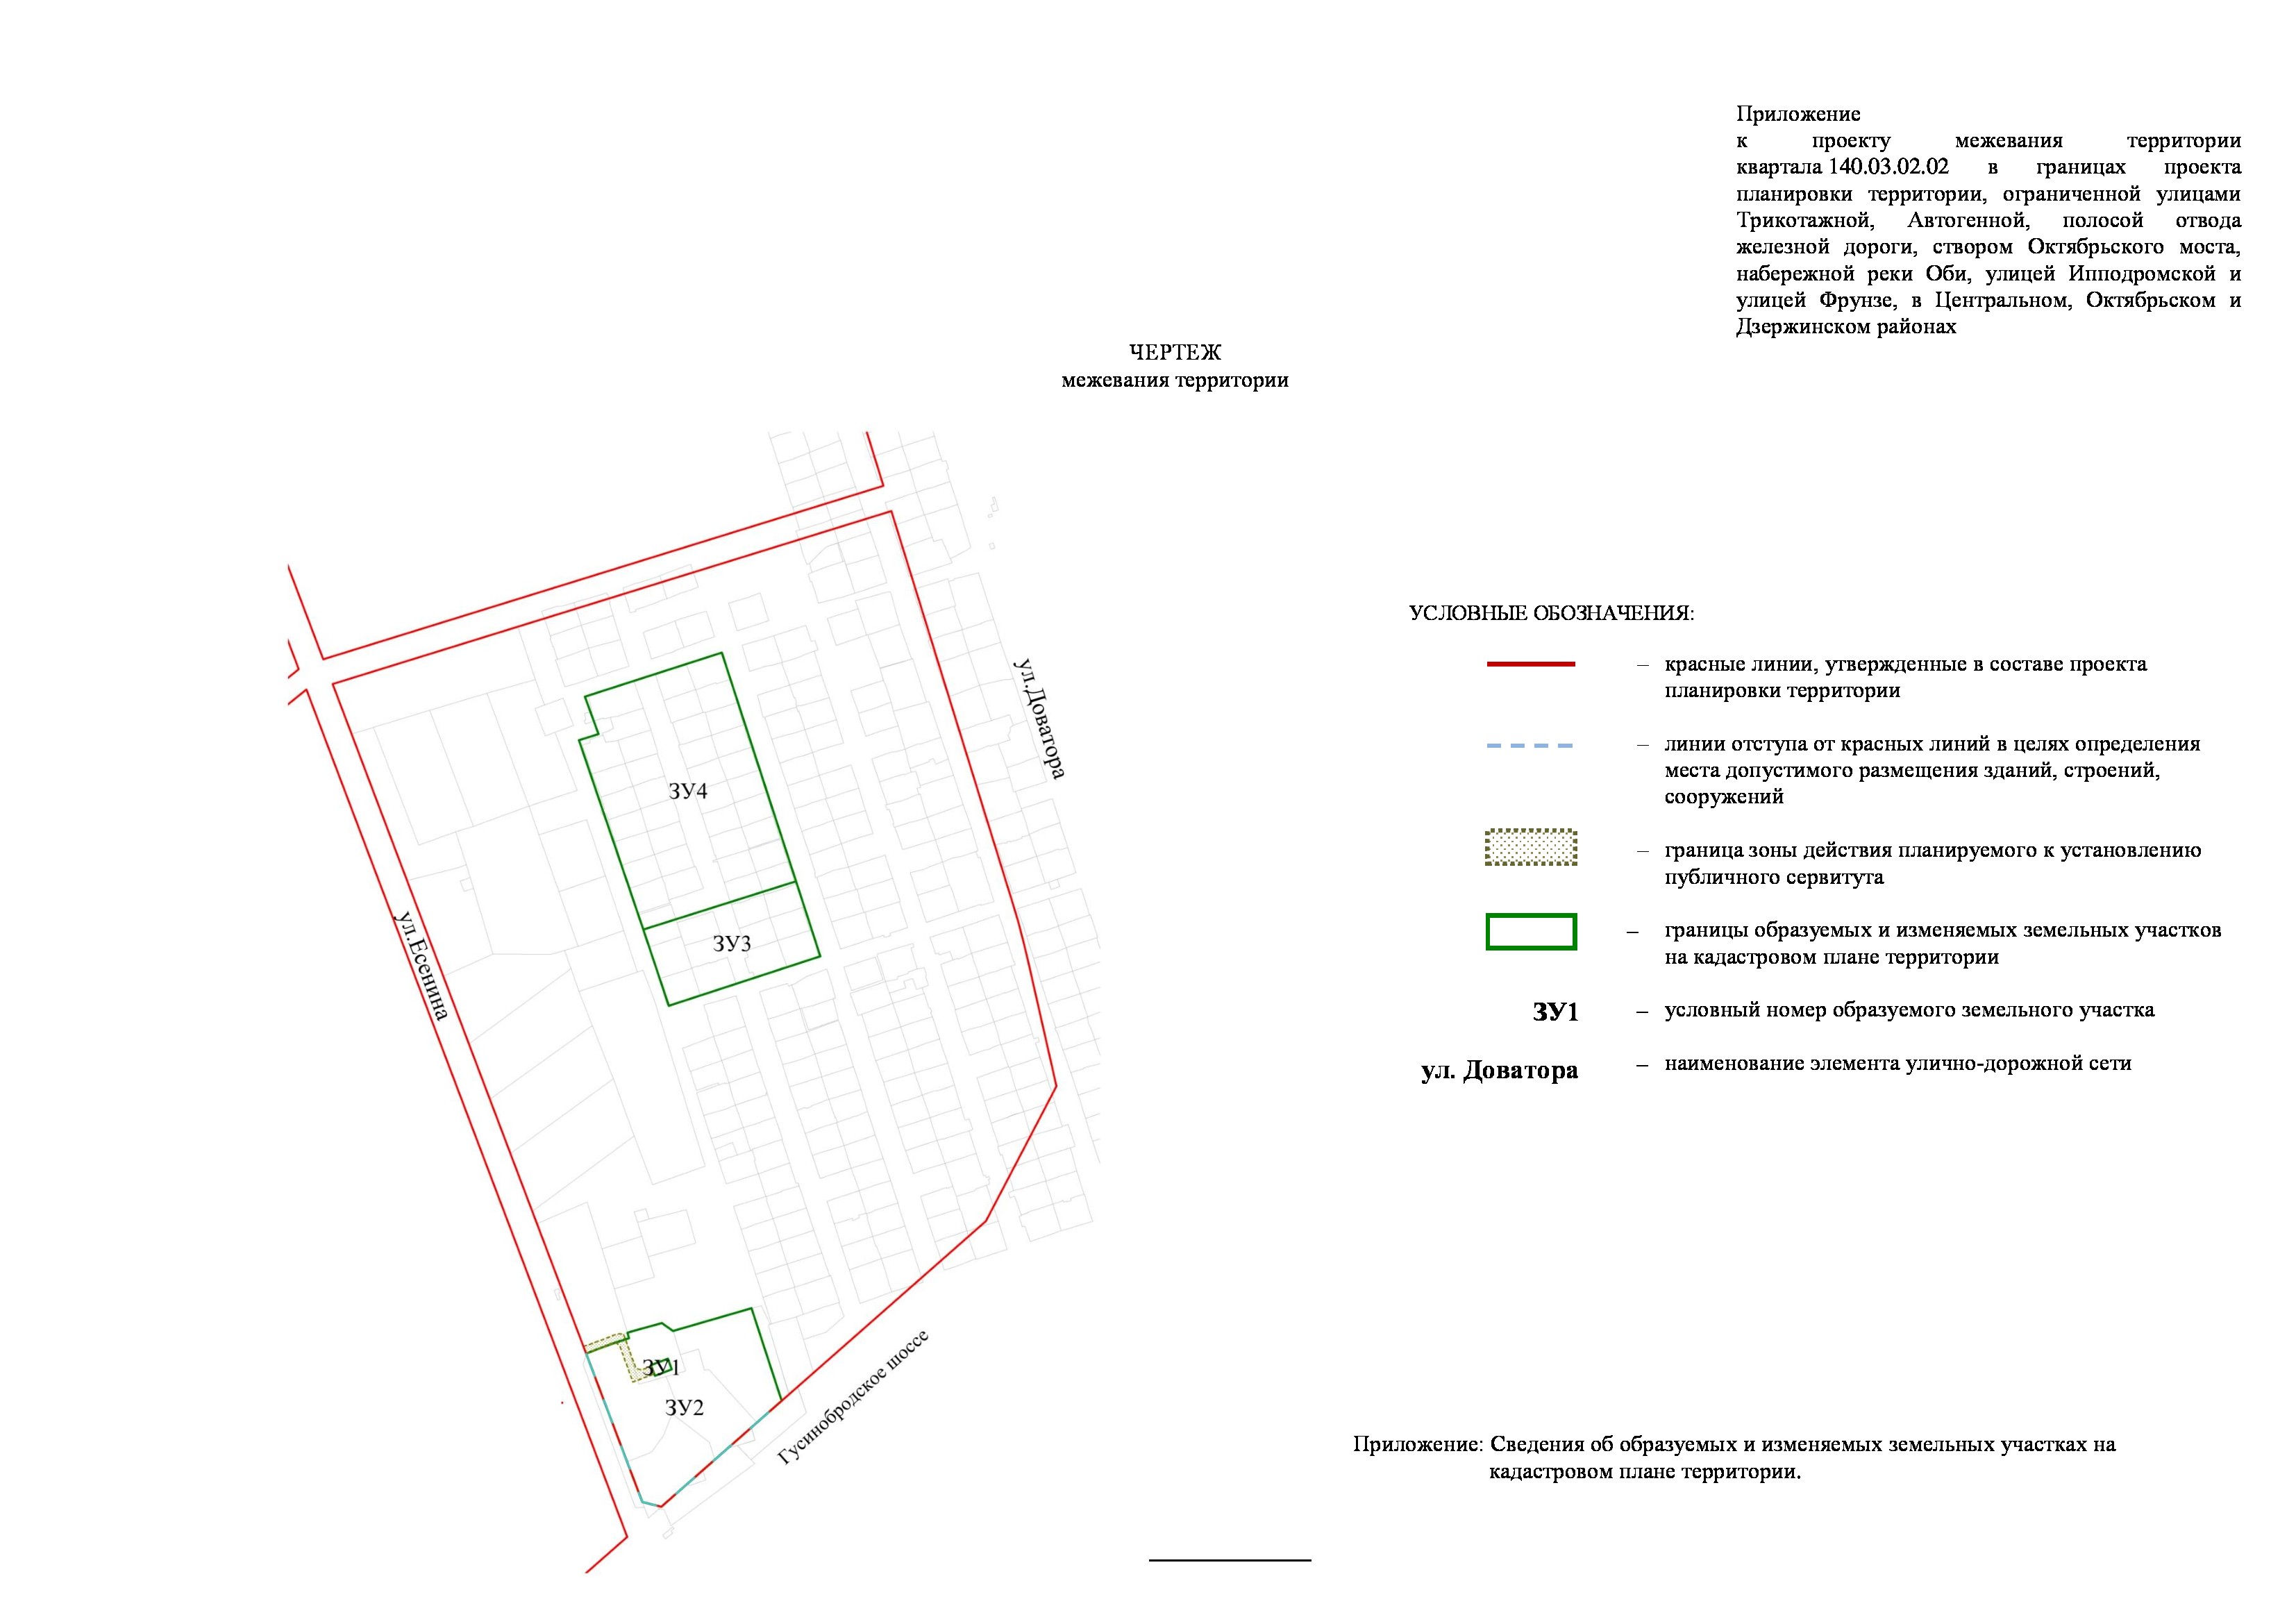 Приложение
к проекту межевания территории
квартала 140.03.02.02 в границах проекта
планировки территории, ограниченной улицами
Трикотажной, Автогенной, полосой отвода
железной дороги, створом Октябрьского моста,
набережной реки Оби, улицей Ипподромской и
улицей Фрунзе, в Центральном, Октябрьском и
Дзержинском районах
ЧЕРТЕЖ
межевания территории
ул.Доватора
ЗУ4
ЗУ3
ул.Есенина
ЗУ1
ЗУ2
Гусинобродское шоссе
УСЛОВНЫЕ ОБОЗНАЧЕНИЯ:
– красные линии, утвержденные в составе проекта
планировки территории
– линии отступа от красных линий в целях определения
места допустимого размещения зданий, строений,
сооружений
– граница зоны действия планируемого к установлению
публичного сервитута
– границы образуемых и изменяемых земельных участков
на кадастровом плане территории
ЗУ1 – условный номер образуемого земельного участка
ул. Доватора – наименование элемента улично-дорожной сети
Приложение: Сведения об образуемых и изменяемых земельных участках на
кадастровом плане территории.